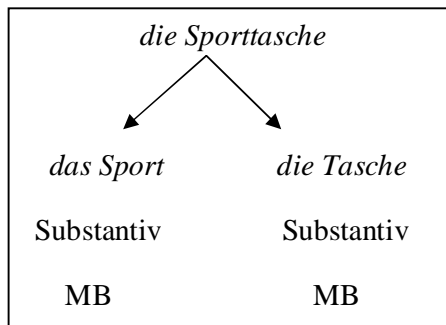 die Sporttasche
das Sport die Tasche
Substantiv Substantiv
MB MB